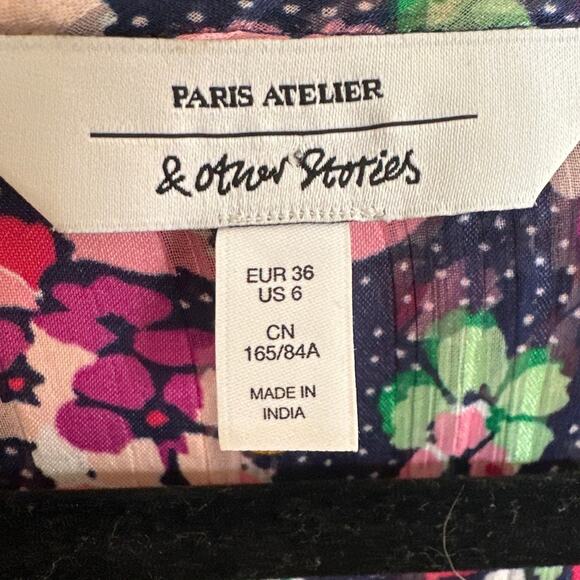 PARIS ATELIER
& other Stories
EUR 36
US 6
CN
165/84A
MADE IN
INDIA